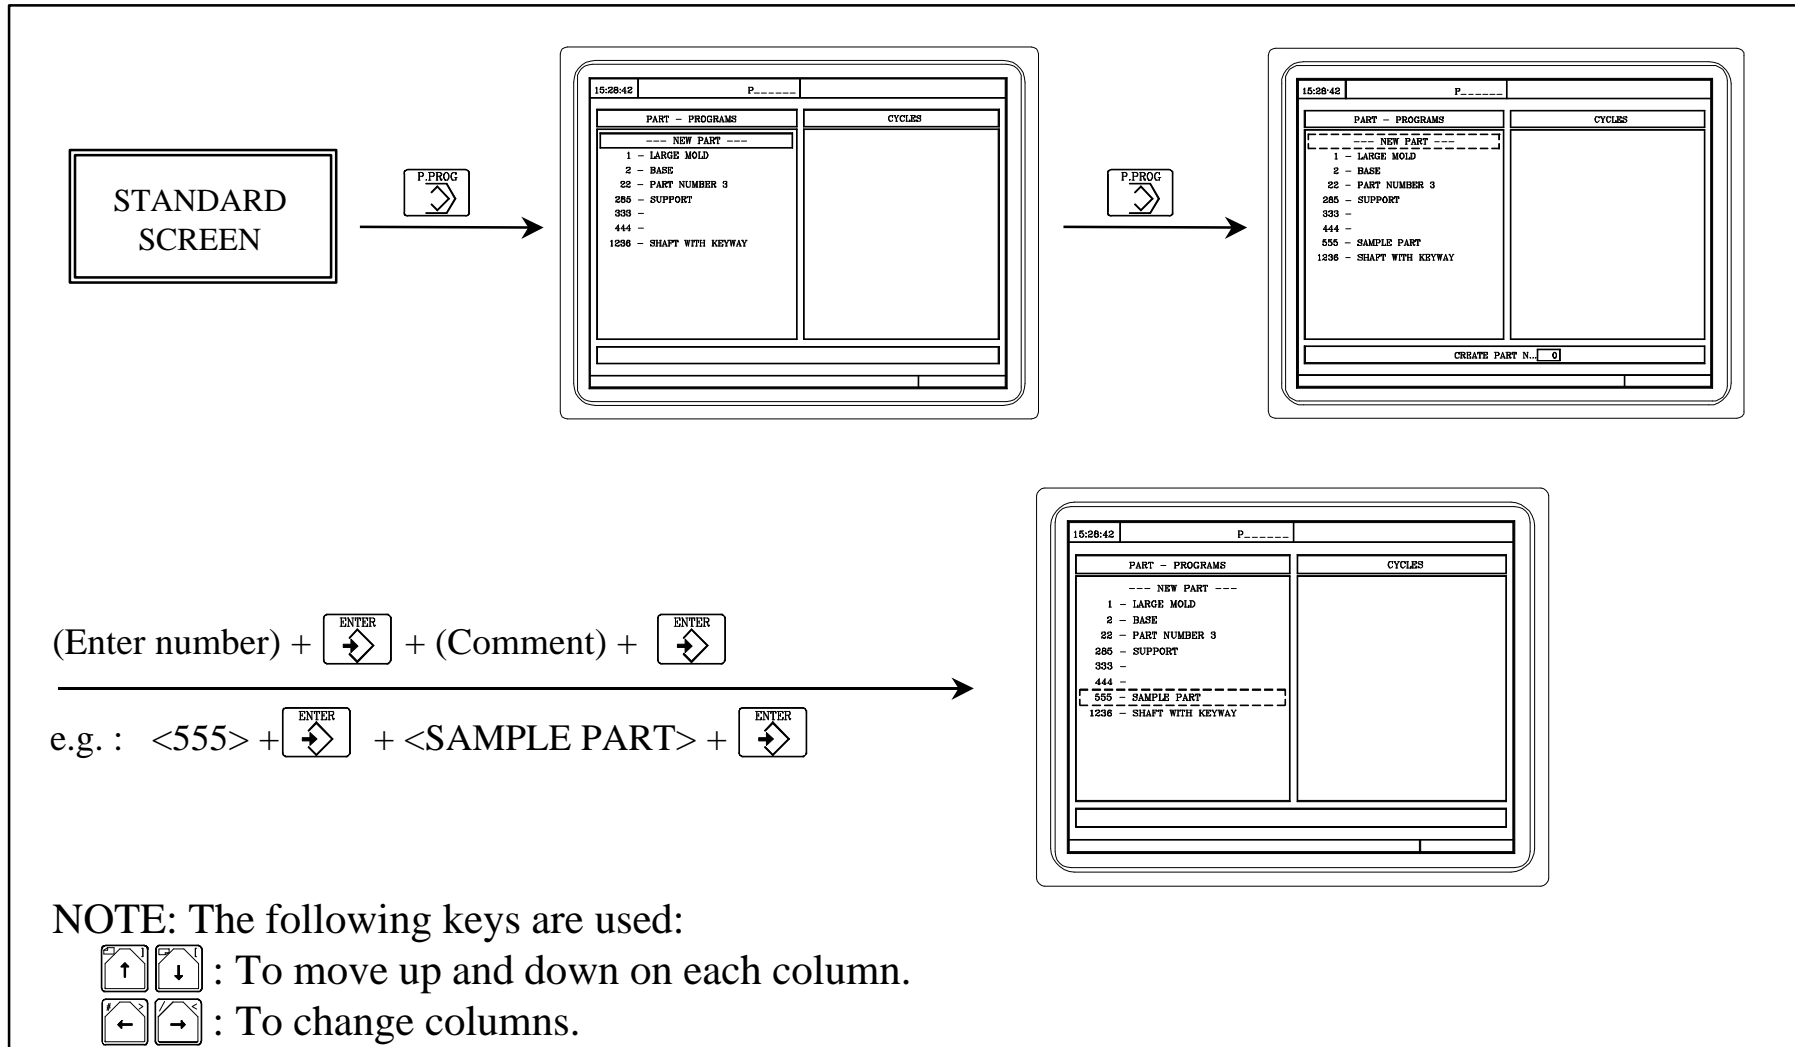 STANDARD
SCREEN
P.PROG
15:28:42 P______
PART - PROGRAMS CYCLES
--- NEW PART ---
1 - LARGE MOLD
2 - BASE
22 - PART NUMBER 3
285 - SUPPORT
333 -
444 -
1236 - SHAFT WITH KEYWAY
P.PROG
15:28:42 P______
PART - PROGRAMS CYCLES
--- NEW PART ---
1 - LARGE MOLD
2 - BASE
22 - PART NUMBER 3
285 - SUPPORT
333 -
444 -
555 - SAMPLE PART
1236 - SHAFT WITH KEYWAY
CREATE PART N... 0
(Enter number) + ENTER + (Comment) + ENTER
e.g. : <555> + ENTER + <SAMPLE PART> + ENTER
15:28:42 P______
PART - PROGRAMS CYCLES
--- NEW PART ---
1 - LARGE MOLD
2 - BASE
22 - PART NUMBER 3
285 - SUPPORT
333 -
444 -
555 - SAMPLE PART
1236 - SHAFT WITH KEYWAY
NOTE: The following keys are used:
] ↑ [ ↓ : To move up and down on each column.
# > ← / < → : To change columns.